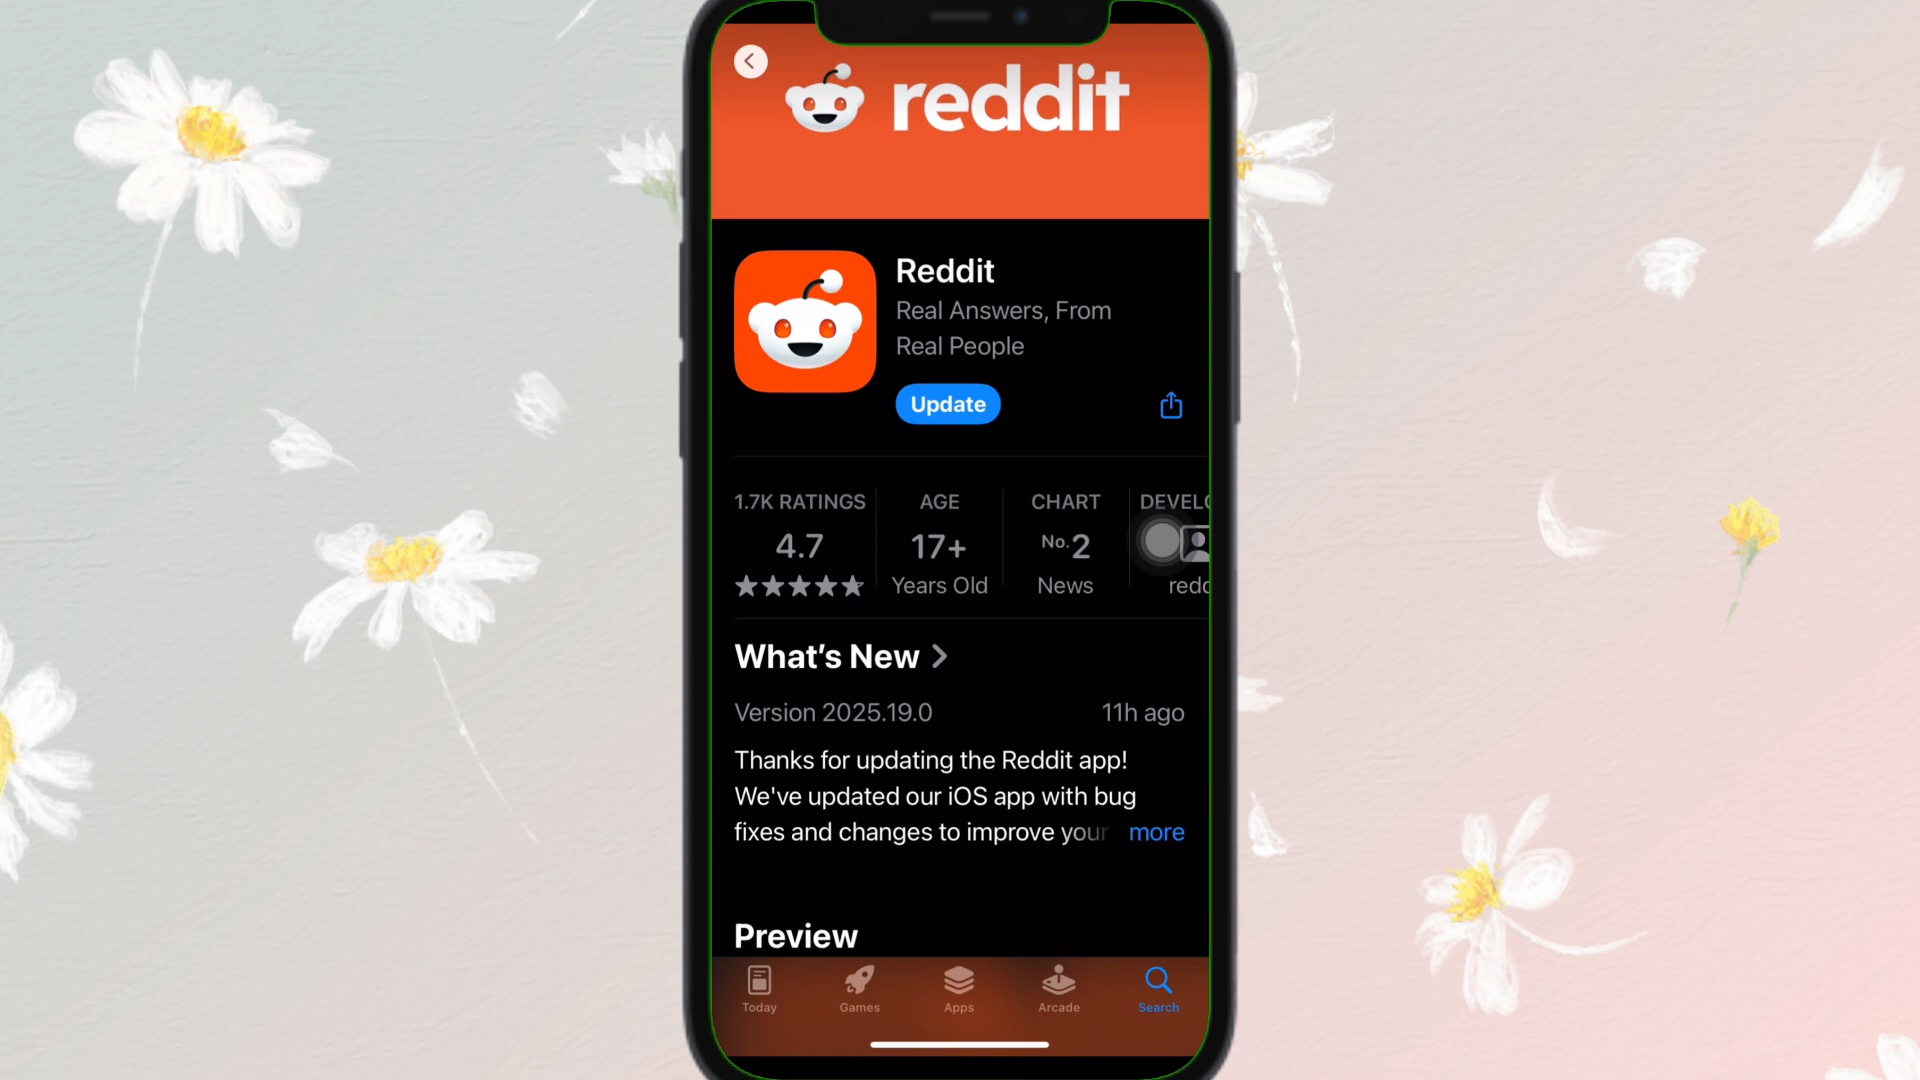 reddit
Reddit
Real Answers, From
Real People
Update
1.7K RATINGS
4.7
AGE
17+
Years Old
CHART
No.2
News
DEVELO
redd
What's New
Version 2025.19.0
11h ago
Thanks for updating the Reddit app!
We've updated our iOS app with bug
fixes and changes to improve your more
Preview
Today
Games
Apps
Arcade
Search